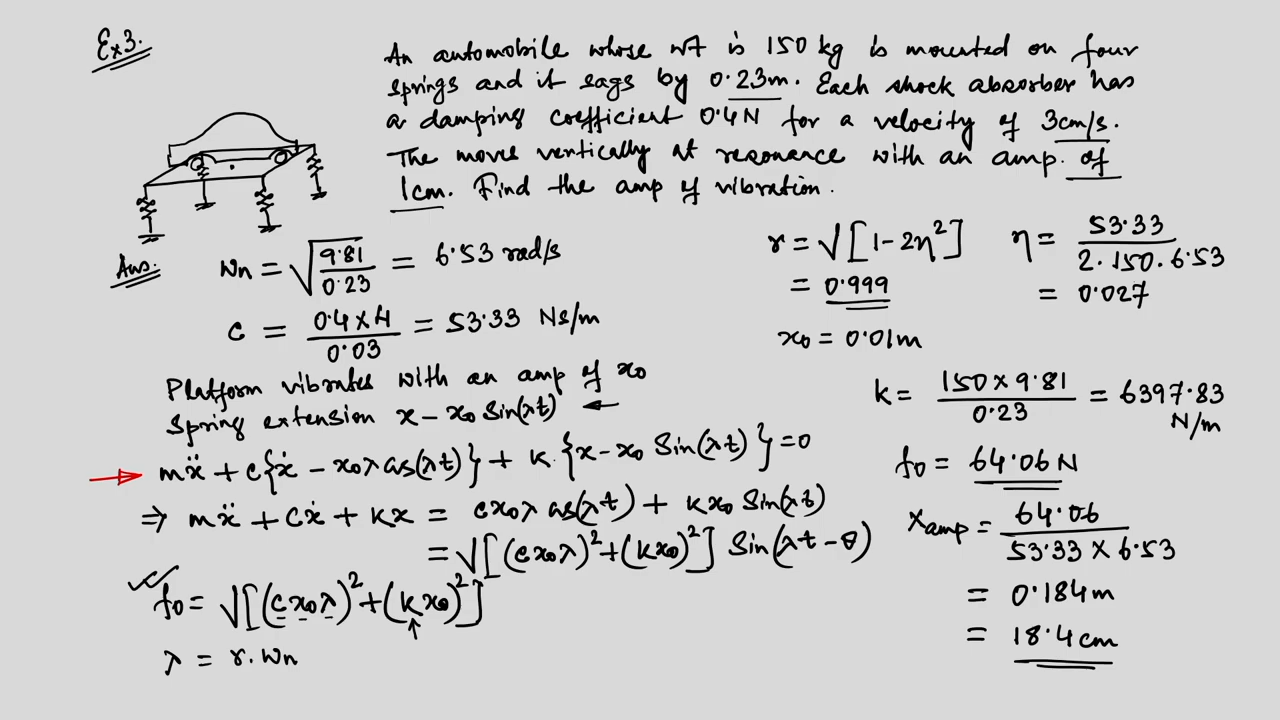 Ex3.
An automobile whose wt is 150 kg is mounted on four
springs and it sags by 0.23m. Each shock absorber has
a damping coefficient 0.4N for a velocity of 3cm/s.
The moves vertically at resonance with an amp. of
1cm. Find the amp of vibration.
Ans.
ωn = √(9.81/0.23) = 6.53 rad/s
c = (0.4×4)/0.03 = 53.33 Ns/m
Platform vibrates with an amp of x₀
Spring extension x - x₀ Sin(λt) ←
→ mẍ + c{ẋ - x₀λ cos(λt)} + k{x - x₀ Sin(λt)} = 0
⇒ mẍ + cẋ + kx = cx₀λ cos(λt) + kx₀ Sin(λt)
= √[(cx₀λ)² + (kx₀)²] Sin(λt - θ)
✓ f₀ = √[(cx₀λ)² + (kx₀)²]
↑
λ = r.ωn
r = √[1 - 2η²]
= 0.999
η = 53.33/(2.150.6.53)
= 0.027
x₀ = 0.01m
k = (150×9.81)/0.23 = 6397.83
N/m
f₀ = 64.06 N
Xamp = 64.06/(53.33 × 6.53)
= 0.184m
= 18.4cm